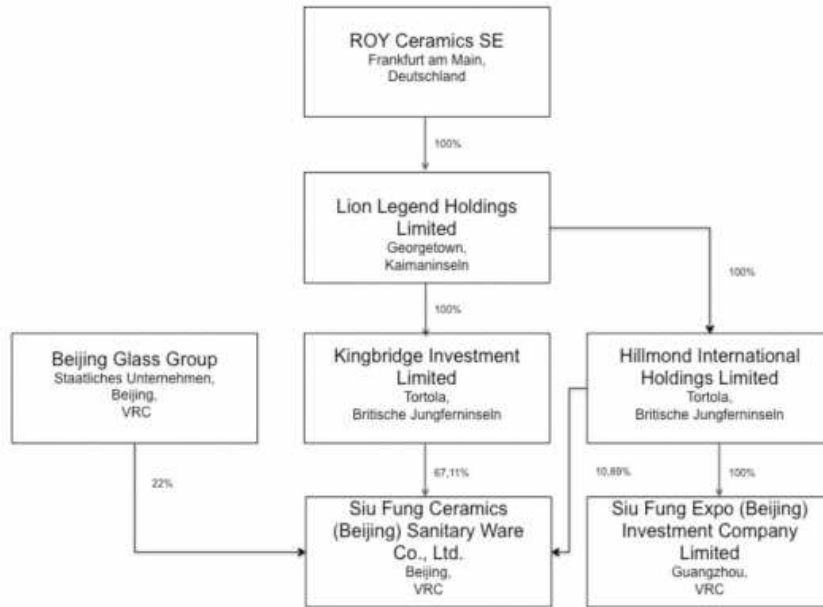 ROY Ceramics SE
Frankfurt am Main,
Deutschland
100%
Lion Legend Holdings
Limited
Georgetown,
Kaimaninseln
100%
100%
Beijing Glass Group
Staatliches Unternehmen,
Beijing,
VRC
Kingbridge Investment
Limited
Tortola,
Britische Jungferninseln
Hillmond International
Holdings Limited
Tortola,
Britische Jungferninseln
22%
67,11%
10,89%
100%
Siu Fung Ceramics
(Beijing) Sanitary Ware
Co., Ltd.
Beijing,
VRC
Siu Fung Expo (Beijing)
Investment Company
Limited
Guangzhou,
VRC